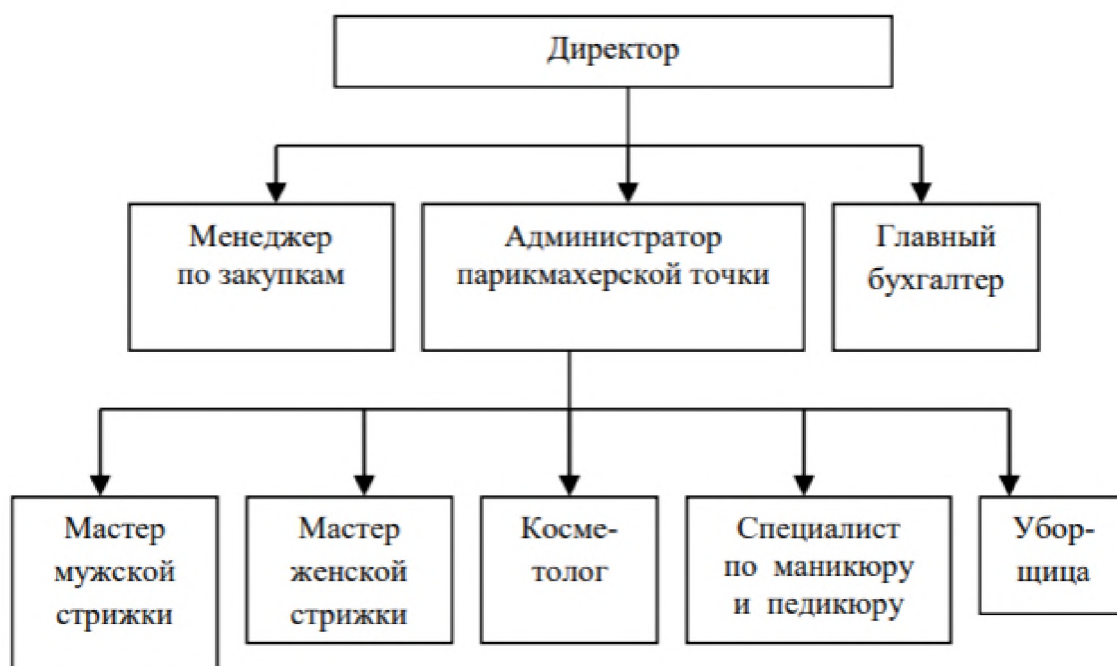 Директор
Менеджер
по закупкам
Администратор
парикмахерской точки
Главный
бухгалтер
Мастер
мужской
стрижки
Мастер
женской
стрижки
Косме-
толог
Специалист
по маникюру
и педикюру
Убор-
щица